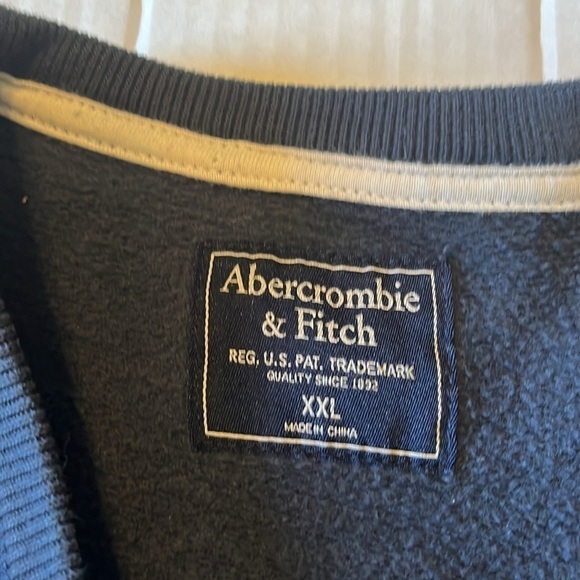 Abercrombie
& Fitch
REG. U.S. PAT. TRADEMARK
QUALITY SINCE 1892
XXL
MADE IN CHINA